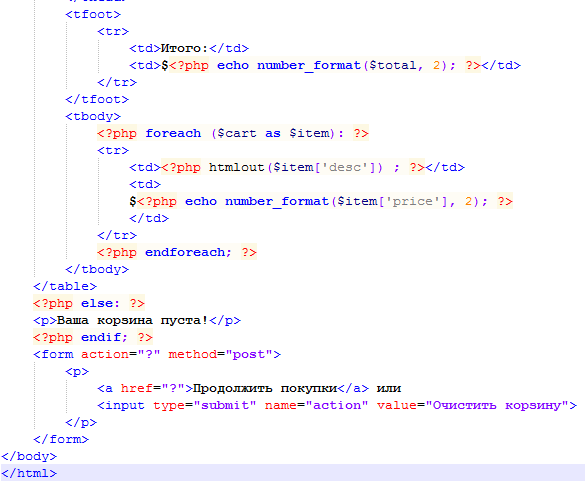 <tfoot>
<tr>
<td>Итого:</td>
<td>$<?php echo number_format($total, 2); ?></td>
</tr>
</tfoot>
<tbody>
<?php foreach ($cart as $item): ?>
<tr>
<td><?php htmlout($item['desc']) ; ?></td>
<td>
$<?php echo number_format($item['price'], 2); ?>
</td>
</tr>
<?php endforeach; ?>
</tbody>
</table>
<?php else: ?>
<p>Ваша корзина пуста!</p>
<?php endif; ?>
<form action="?" method="post">
<p>
<a href="?">Продолжить покупки</a> или
<input type="submit" name="action" value="Очистить корзину">
</p>
</form>
</body>
</html>